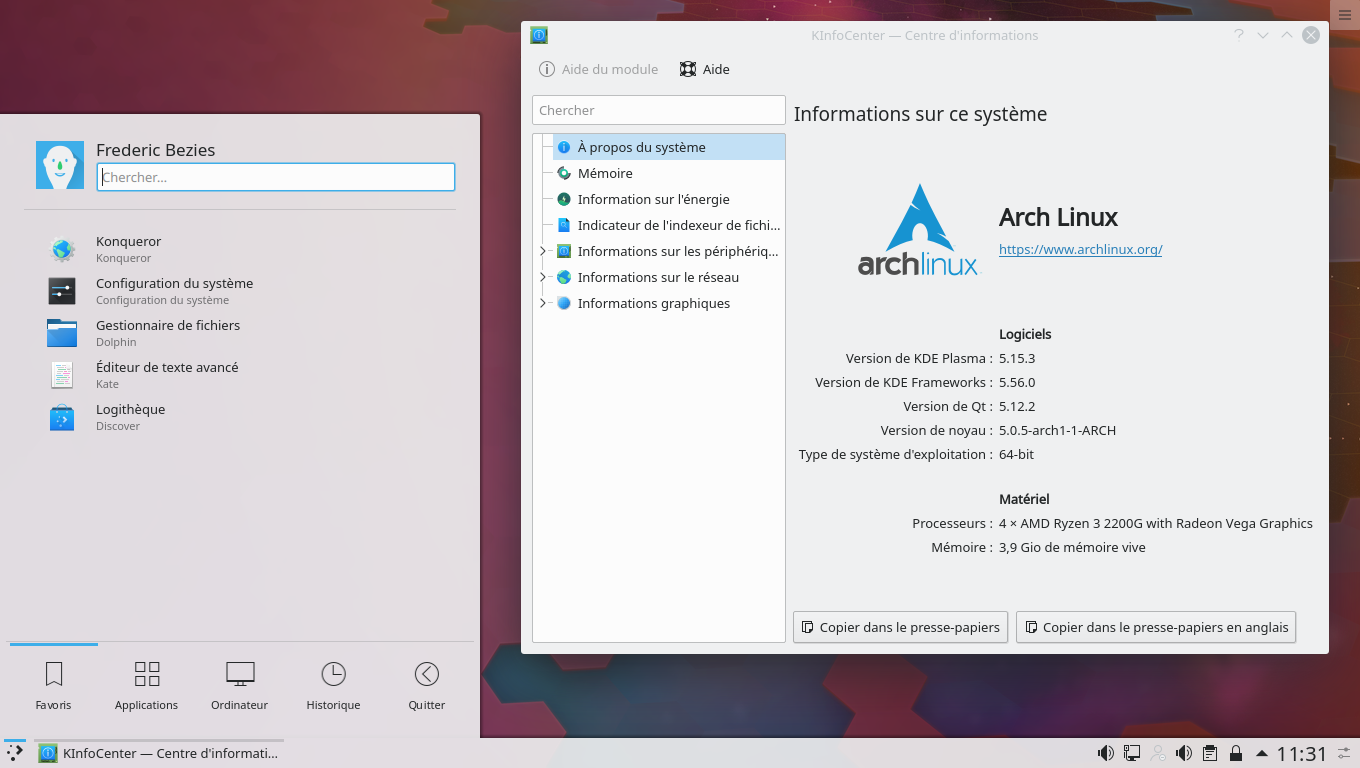 KInfoCenter — Centre d'informations
Aide du module
Aide
Chercher
À propos du système
Mémoire
Information sur l'énergie
Indicateur de l'indexeur de fichi...
Informations sur les périphériq...
Informations sur le réseau
Informations graphiques
Informations sur ce système
archlinux
Arch Linux
https://www.archlinux.org/
Logiciels
Version de KDE Plasma : 5.15.3
Version de KDE Frameworks : 5.56.0
Version de Qt : 5.12.2
Version de noyau : 5.0.5-arch1-1-ARCH
Type de système d'exploitation : 64-bit
Matériel
Processeurs : 4 × AMD Ryzen 3 2200G with Radeon Vega Graphics
Mémoire : 3,9 Gio de mémoire vive
Copier dans le presse-papiers
Copier dans le presse-papiers en anglais
Frederic Bezies
Chercher...
Konqueror
Konqueror
Configuration du système
Configuration du système
Gestionnaire de fichiers
Dolphin
Éditeur de texte avancé
Kate
Logithèque
Discover
Favoris
Applications
Ordinateur
Historique
Quitter
KInfoCenter — Centre d'informati...
11:31